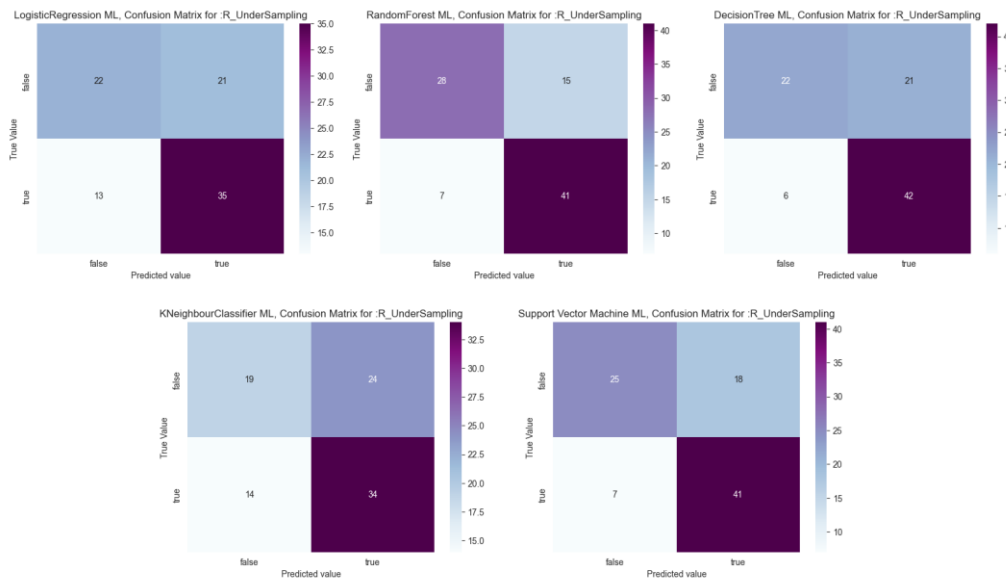 LogisticRegression ML, Confusion Matrix for :R_UnderSampling
True Value
false
true
22
21
13
35
false
true
Predicted value
35.0
32.5
30.0
27.5
25.0
22.5
20.0
17.5
15.0
RandomForest ML, Confusion Matrix for :R_UnderSampling
True Value
false
true
28
15
7
41
false
true
Predicted value
40
35
30
25
20
15
10
DecisionTree ML, Confusion Matrix for :R_UnderSampling
True Value
false
true
22
21
6
42
false
true
Predicted value
KNeighbourClassifier ML, Confusion Matrix for :R_UnderSampling
True Value
false
true
19
24
14
34
false
true
Predicted value
32.5
30.0
27.5
25.0
22.5
20.0
17.5
15.0
Support Vector Machine ML, Confusion Matrix for :R_UnderSampling
True Value
false
true
25
18
7
41
false
true
Predicted value
40
35
30
25
20
15
10